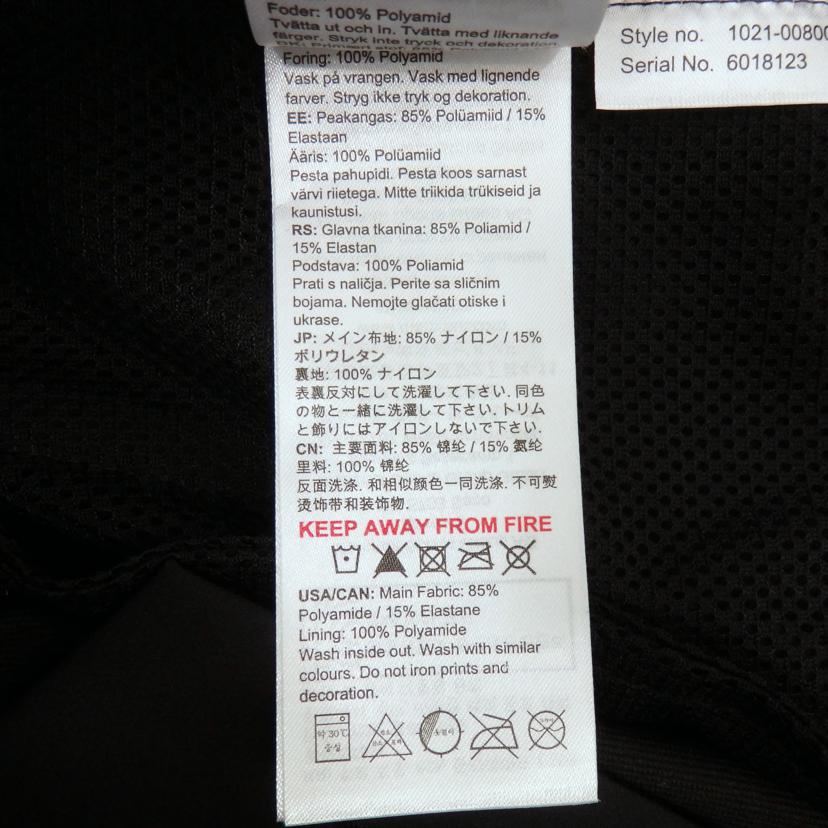 Foder: 100% Polyamid
Tvätta ut och in. Tvätta med liknande
färger. Stryk inte tryck och dekoration.
Foring: 100% Polyamid
Vask på vrangen. Vask med lignende
farver. Stryg ikke tryk og dekoration.
EE: Peakangas: 85% Polüamiid / 15%
Elastaan
Ääris: 100% Polüamiid
Pesta pahupidi. Pesta koos sarnast
värvi riietega. Mitte triikida trükiseid ja
kaunistusi.
RS: Glavna tkanina: 85% Poliamid /
15% Elastan
Podstava: 100% Poliamid
Prati s naličja. Perite sa sličnim
bojama. Nemojte glačati otiske i
ukrase.
JP: メイン布地: 85% ナイロン / 15%
ポリウレタン
裏地: 100% ナイロン
表裏反対にして洗濯して下さい. 同色
の物と一緒に洗濯して下さい. トリム
と飾りにはアイロンしないで下さい.
CN: 主要面料: 85% 锦纶 / 15% 氨纶
里料: 100% 锦纶
反面洗涤. 和相似颜色一同洗涤. 不可熨
烫饰带和装饰物.
KEEP AWAY FROM FIRE
USA/CAN: Main Fabric: 85%
Polyamide / 15% Elastane
Lining: 100% Polyamide
Wash inside out. Wash with similar
colours. Do not iron prints and
decoration.
약 30℃
중성
Style no. 1021-00800
Serial No. 6018123